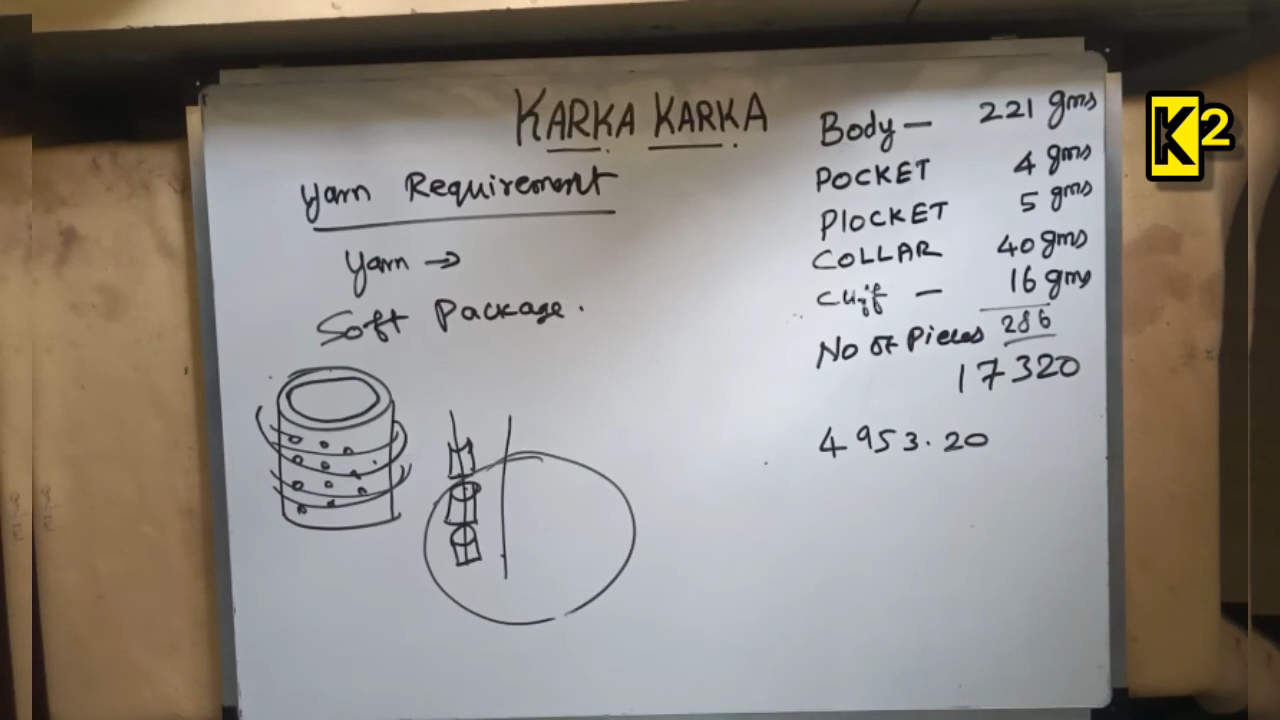 KARKA KARKA
Yarn Requirement
Yarn →
Soft Package.
Body — 221 gms
POCKET 4 gms
PlOCKET 5 gms
COLLAR 40 gms
Cuff — 16 gms
286
No of Pieces
17320
4953.20
K2